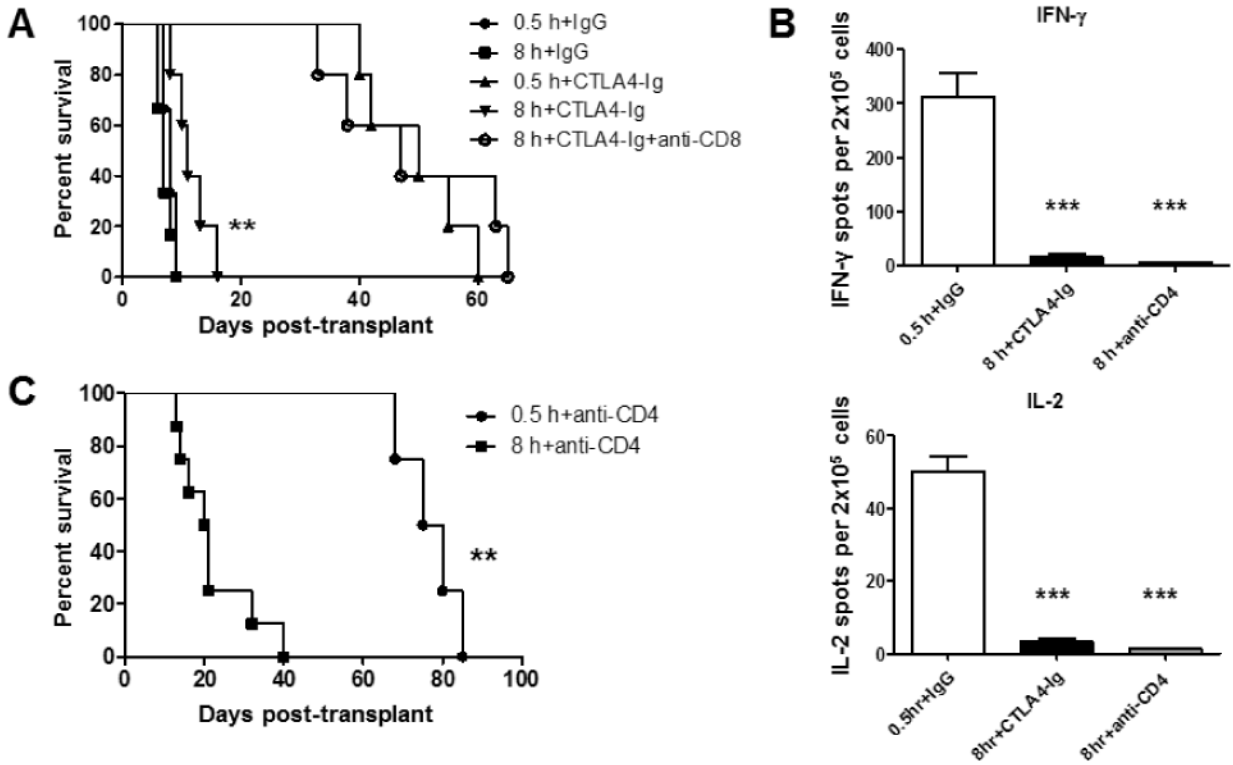 A
Percent survival
100
80
60
40
20
0
0 20 40 60
Days post-transplant
**
0.5 h+IgG
8 h+IgG
0.5 h+CTLA4-Ig
8 h+CTLA4-Ig
8 h+CTLA4-Ig+anti-CD8
B
IFN-γ
IFN-γ spots per 2x10⁵ cells
400
300
200
100
0
*** ***
0.5 h+IgG
8 h+CTLA4-Ig
8 h+anti-CD4
C
Percent survival
100
80
60
40
20
0
0 20 40 60 80 100
Days post-transplant
**
0.5 h+anti-CD4
8 h+anti-CD4
IL-2
IL-2 spots per 2x10⁵ cells
60
40
20
0
*** ***
0.5hr+IgG
8hr+CTLA4-Ig
8hr+anti-CD4